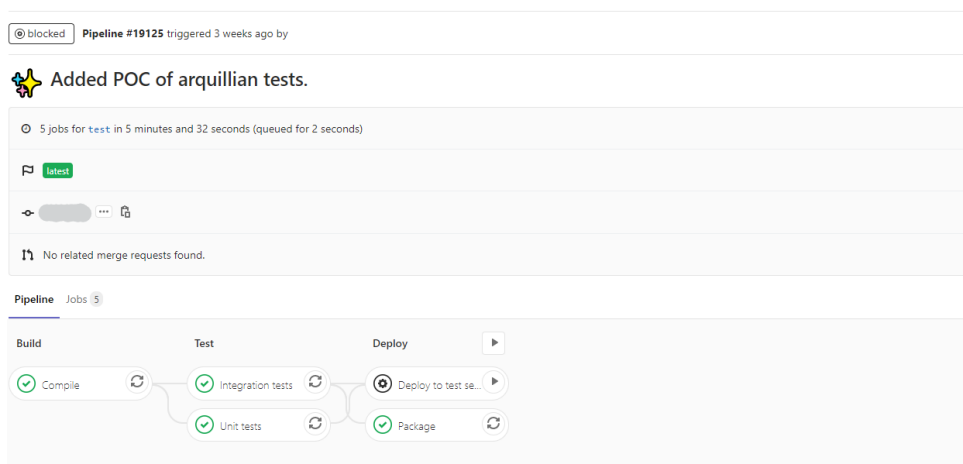 blocked Pipeline #19125 triggered 3 weeks ago by
Added POC of arquillian tests.
5 jobs for test in 5 minutes and 32 seconds (queued for 2 seconds)
latest
...
No related merge requests found.
Pipeline Jobs 5
Build Test Deploy
Compile Integration tests Deploy to test se...
Unit tests Package